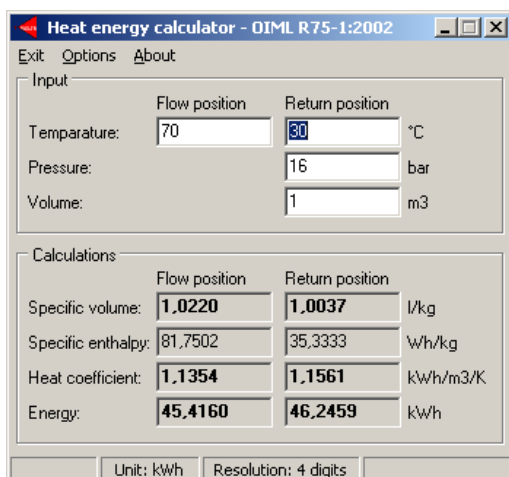 Heat energy calculator - OIML R75-1:2002
Exit Options About
Input
Flow position Return position
Temparature: 70 30 °C
Pressure: 16 bar
Volume: 1 m3
Calculations
Flow position Return position
Specific volume: 1,0220 1,0037 l/kg
Specific enthalpy: 81,7502 35,3333 Wh/kg
Heat coefficient: 1,1354 1,1561 kWh/m3/K
Energy: 45,4160 46,2459 kWh
Unit: kWh Resolution: 4 digits